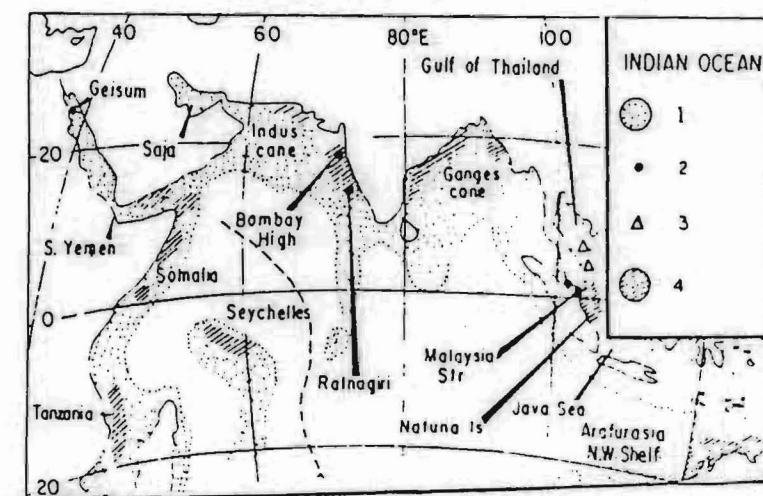 40
60
80°E
100
Gulf of Thailand
INDIAN OCEAN
Geisum
1
Indus
cane
20
Saja
Ganges
cone
2
Bombay
High
3
S. Yemen
Somalia
4
0
Seychelles
Malaysia
Str
Ratnagiri
Natuna Is
Java Sea
Tanzania
Arafurasia
N.W. Shelf
20